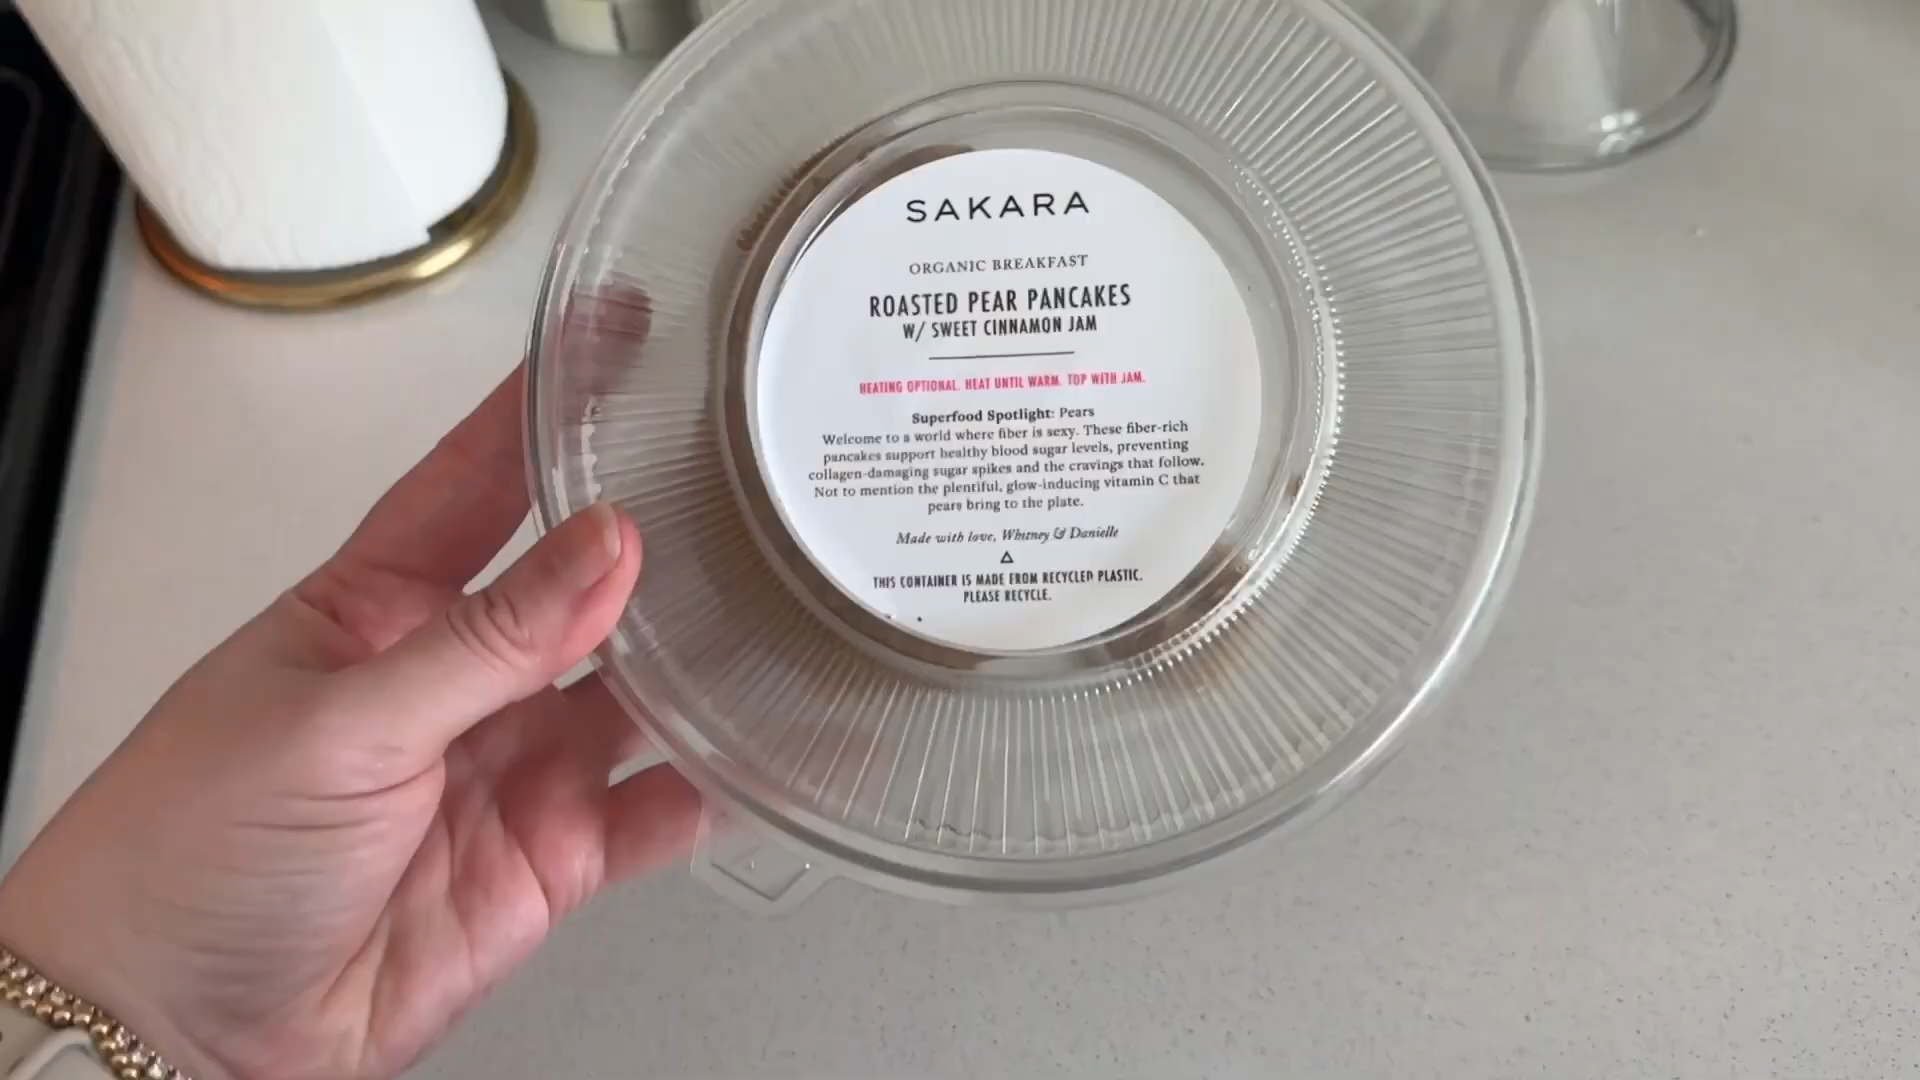 SAKARA
ORGANIC BREAKFAST
ROASTED PEAR PANCAKES
W/ SWEET CINNAMON JAM
HEATING OPTIONAL. HEAT UNTIL WARM. TOP WITH JAM.
Superfood Spotlight: Pears
Welcome to a world where fiber is sexy. These fiber-rich
pancakes support healthy blood sugar levels, preventing
collagen-damaging sugar spikes and the cravings that follow.
Not to mention the plentiful, glow-inducing vitamin C that
pears bring to the plate.
Made with love, Whitney & Danielle
THIS CONTAINER IS MADE FROM RECYCLED PLASTIC.
PLEASE RECYCLE.